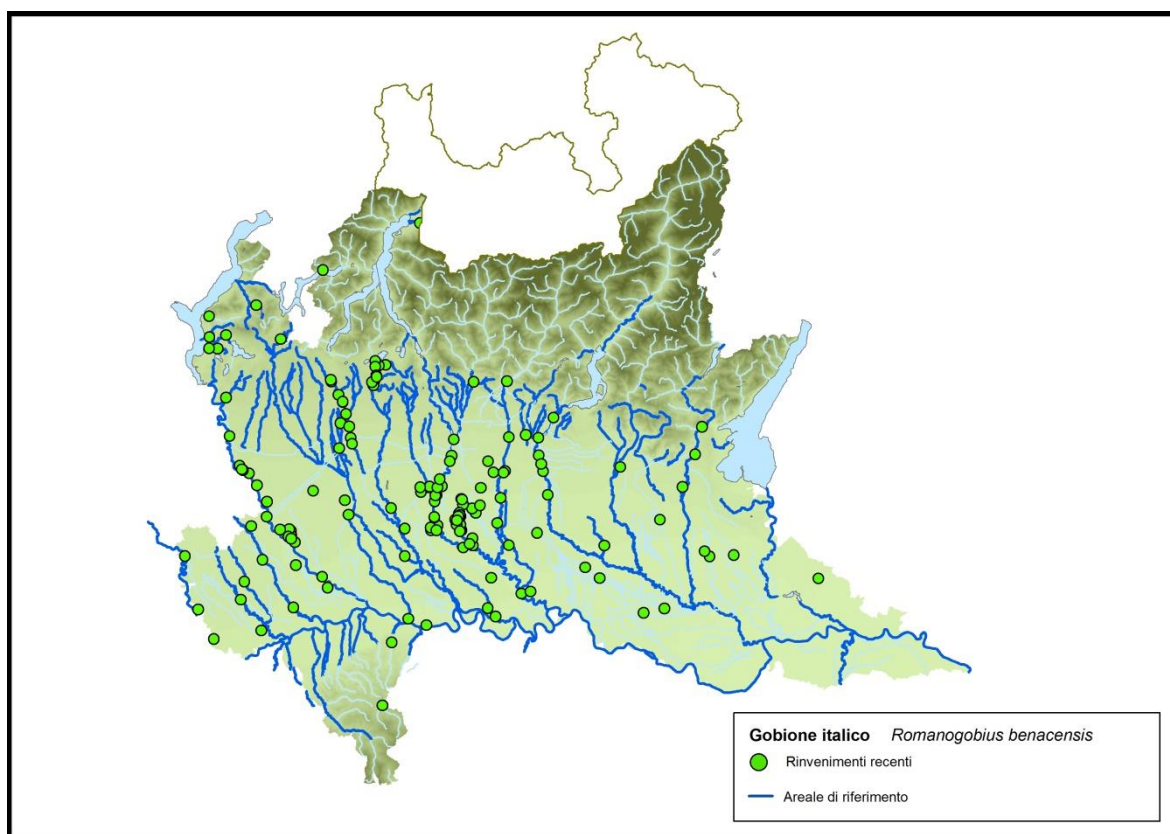 Gobione italico Romanogobius benacensis
Rinvenimenti recenti
Areale di riferimento